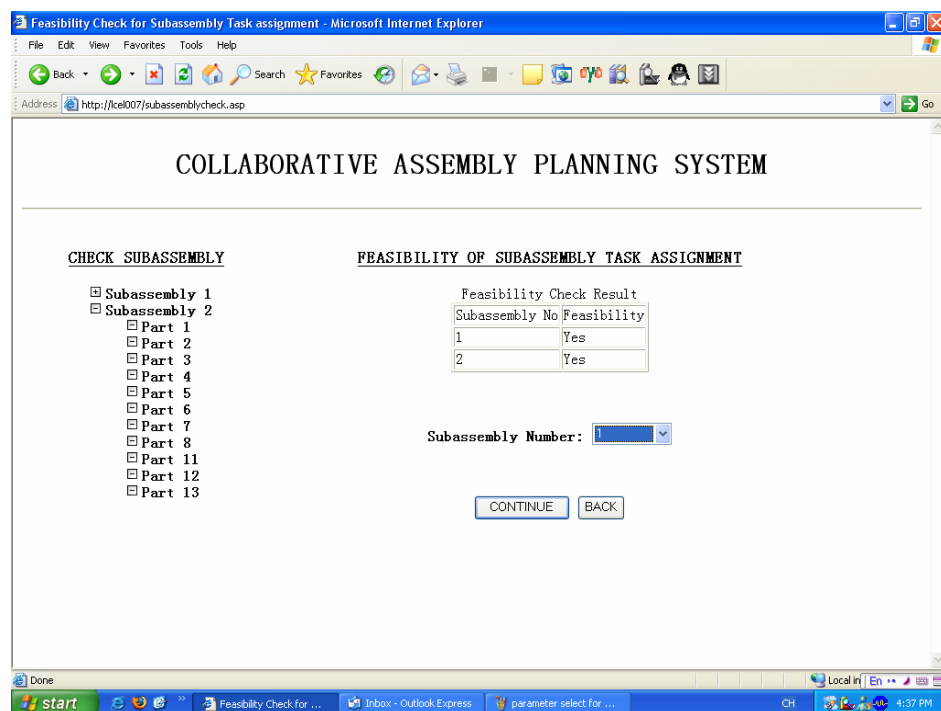 Feasibility Check for Subassembly Task assignment - Microsoft Internet Explorer
File Edit View Favorites Tools Help
Back Search Favorites
Address http://lcel007/subassemblycheck.asp Go
COLLABORATIVE ASSEMBLY PLANNING SYSTEM
CHECK SUBASSEMBLY
Subassembly 1
Subassembly 2
Part 1
Part 2
Part 3
Part 4
Part 5
Part 6
Part 7
Part 8
Part 11
Part 12
Part 13
FEASIBILITY OF SUBASSEMBLY TASK ASSIGNMENT
Feasibility Check Result
Subassembly No Feasibility
1 Yes
2 Yes
Subassembly Number: 1
CONTINUE BACK
Done Local in En
start Feasibility Check for ... Inbox - Outlook Express parameter select for ... CH 4:37 PM